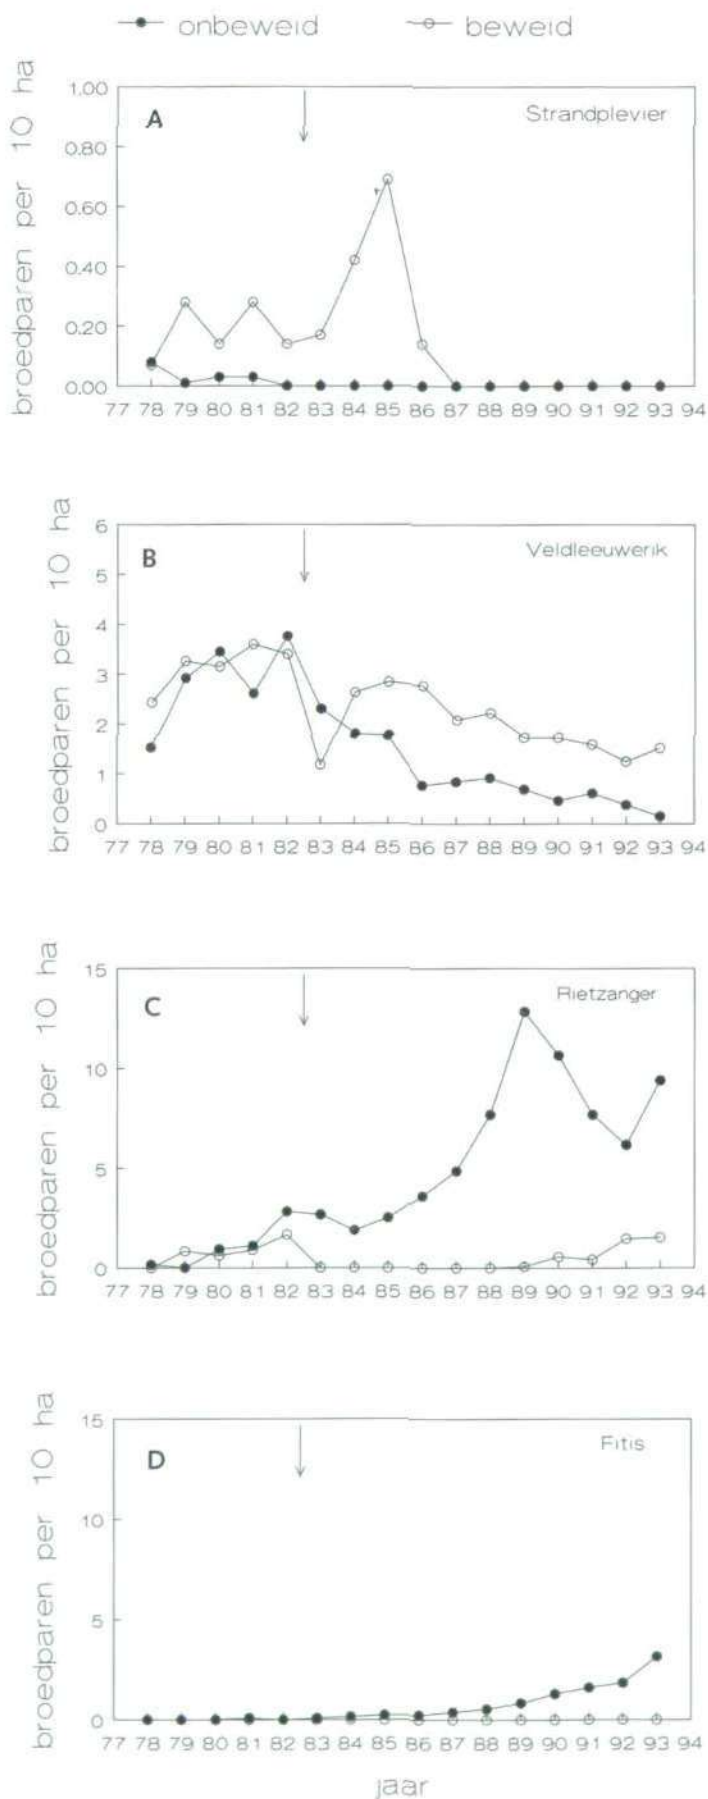 onbeweid beweid
broedparen per 10 ha
1.00
0.80
0.60
0.40
0.20
0.00
A
Strandplevier
77 78 79 80 81 82 83 84 85 86 87 88 89 90 91 92 93 94
broedparen per 10 ha
6
5
4
3
2
1
0
B
Veldleeuwerik
77 78 79 80 81 82 83 84 85 86 87 88 89 90 91 92 93 94
broedparen per 10 ha
15
10
5
0
C
Rietzanger
77 78 79 80 81 82 83 84 85 86 87 88 89 90 91 92 93 94
broedparen per 10 ha
15
10
5
0
D
Fitis
77 78 79 80 81 82 83 84 85 86 87 88 89 90 91 92 93 94
jaar